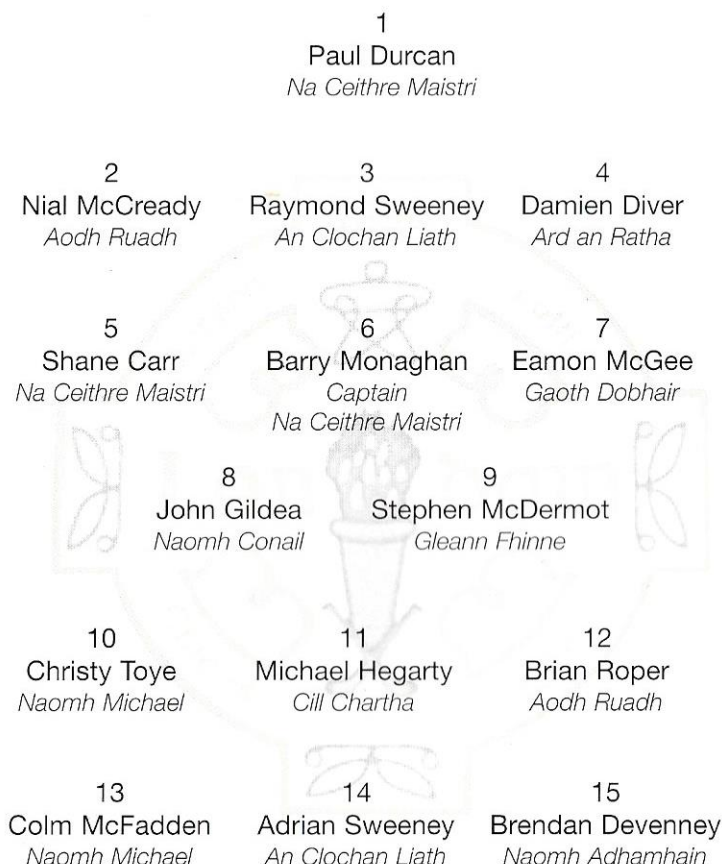 1
Paul Durcan
Na Ceithre Maistri
2 3 4
Nial McCready Raymond Sweeney Damien Diver
Aodh Ruadh An Clochan Liath Ard an Ratha
5 6 7
Shane Carr Barry Monaghan Eamon McGee
Na Ceithre Maistri Captain Gaoth Dobhair
Na Ceithre Maistri
8 9
John Gildea Stephen McDermot
Naomh Conail Gleann Fhinne
10 11 12
Christy Toye Michael Hegarty Brian Roper
Naomh Michael Cill Chartha Aodh Ruadh
13 14 15
Colm McFadden Adrian Sweeney Brendan Devenney
Naomh Michael An Clochan Liath Naomh Adhamhain